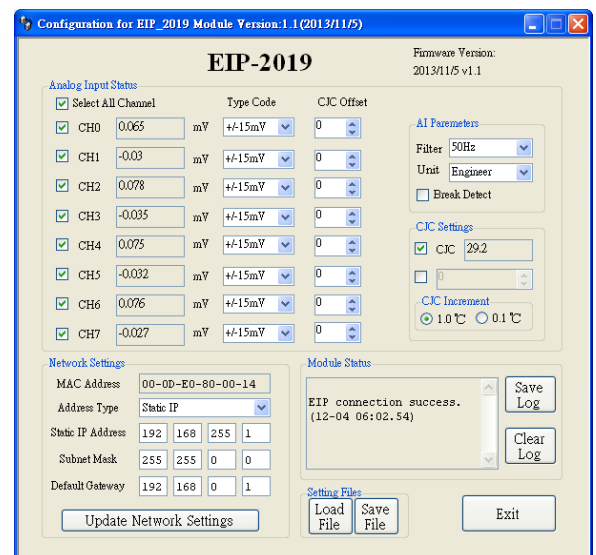 Configuration for EIP_2019 Module Version:1.1(2013/11/5)
EIP-2019
Firmware Version:
2013/11/5 v1.1
Analog Input Status
Select All Channel Type Code CJC Offset
CH0 0.065 mV +/-15mV 0
CH1 -0.03 mV +/-15mV 0
CH2 0.078 mV +/-15mV 0
CH3 -0.035 mV +/-15mV 0
CH4 0.075 mV +/-15mV 0
CH5 -0.032 mV +/-15mV 0
CH6 0.076 mV +/-15mV 0
CH7 -0.027 mV +/-15mV 0
AI Paremeters
Filter 50Hz
Unit Engineer
Break Detect
CJC Settings
CJC 29.2
0
CJC Increment
1.0 ℃ 0.1 ℃
Network Settings
MAC Address 00-0D-E0-80-00-14
Address Type Static IP
Static IP Address 192 168 255 1
Subnet Mask 255 255 0 0
Default Gateway 192 168 0 1
Update Network Settings
Module Status
EIP connection success.
(12-04 06:02.54)
Save
Log
Clear
Log
Setting Files
Load
File
Save
File
Exit